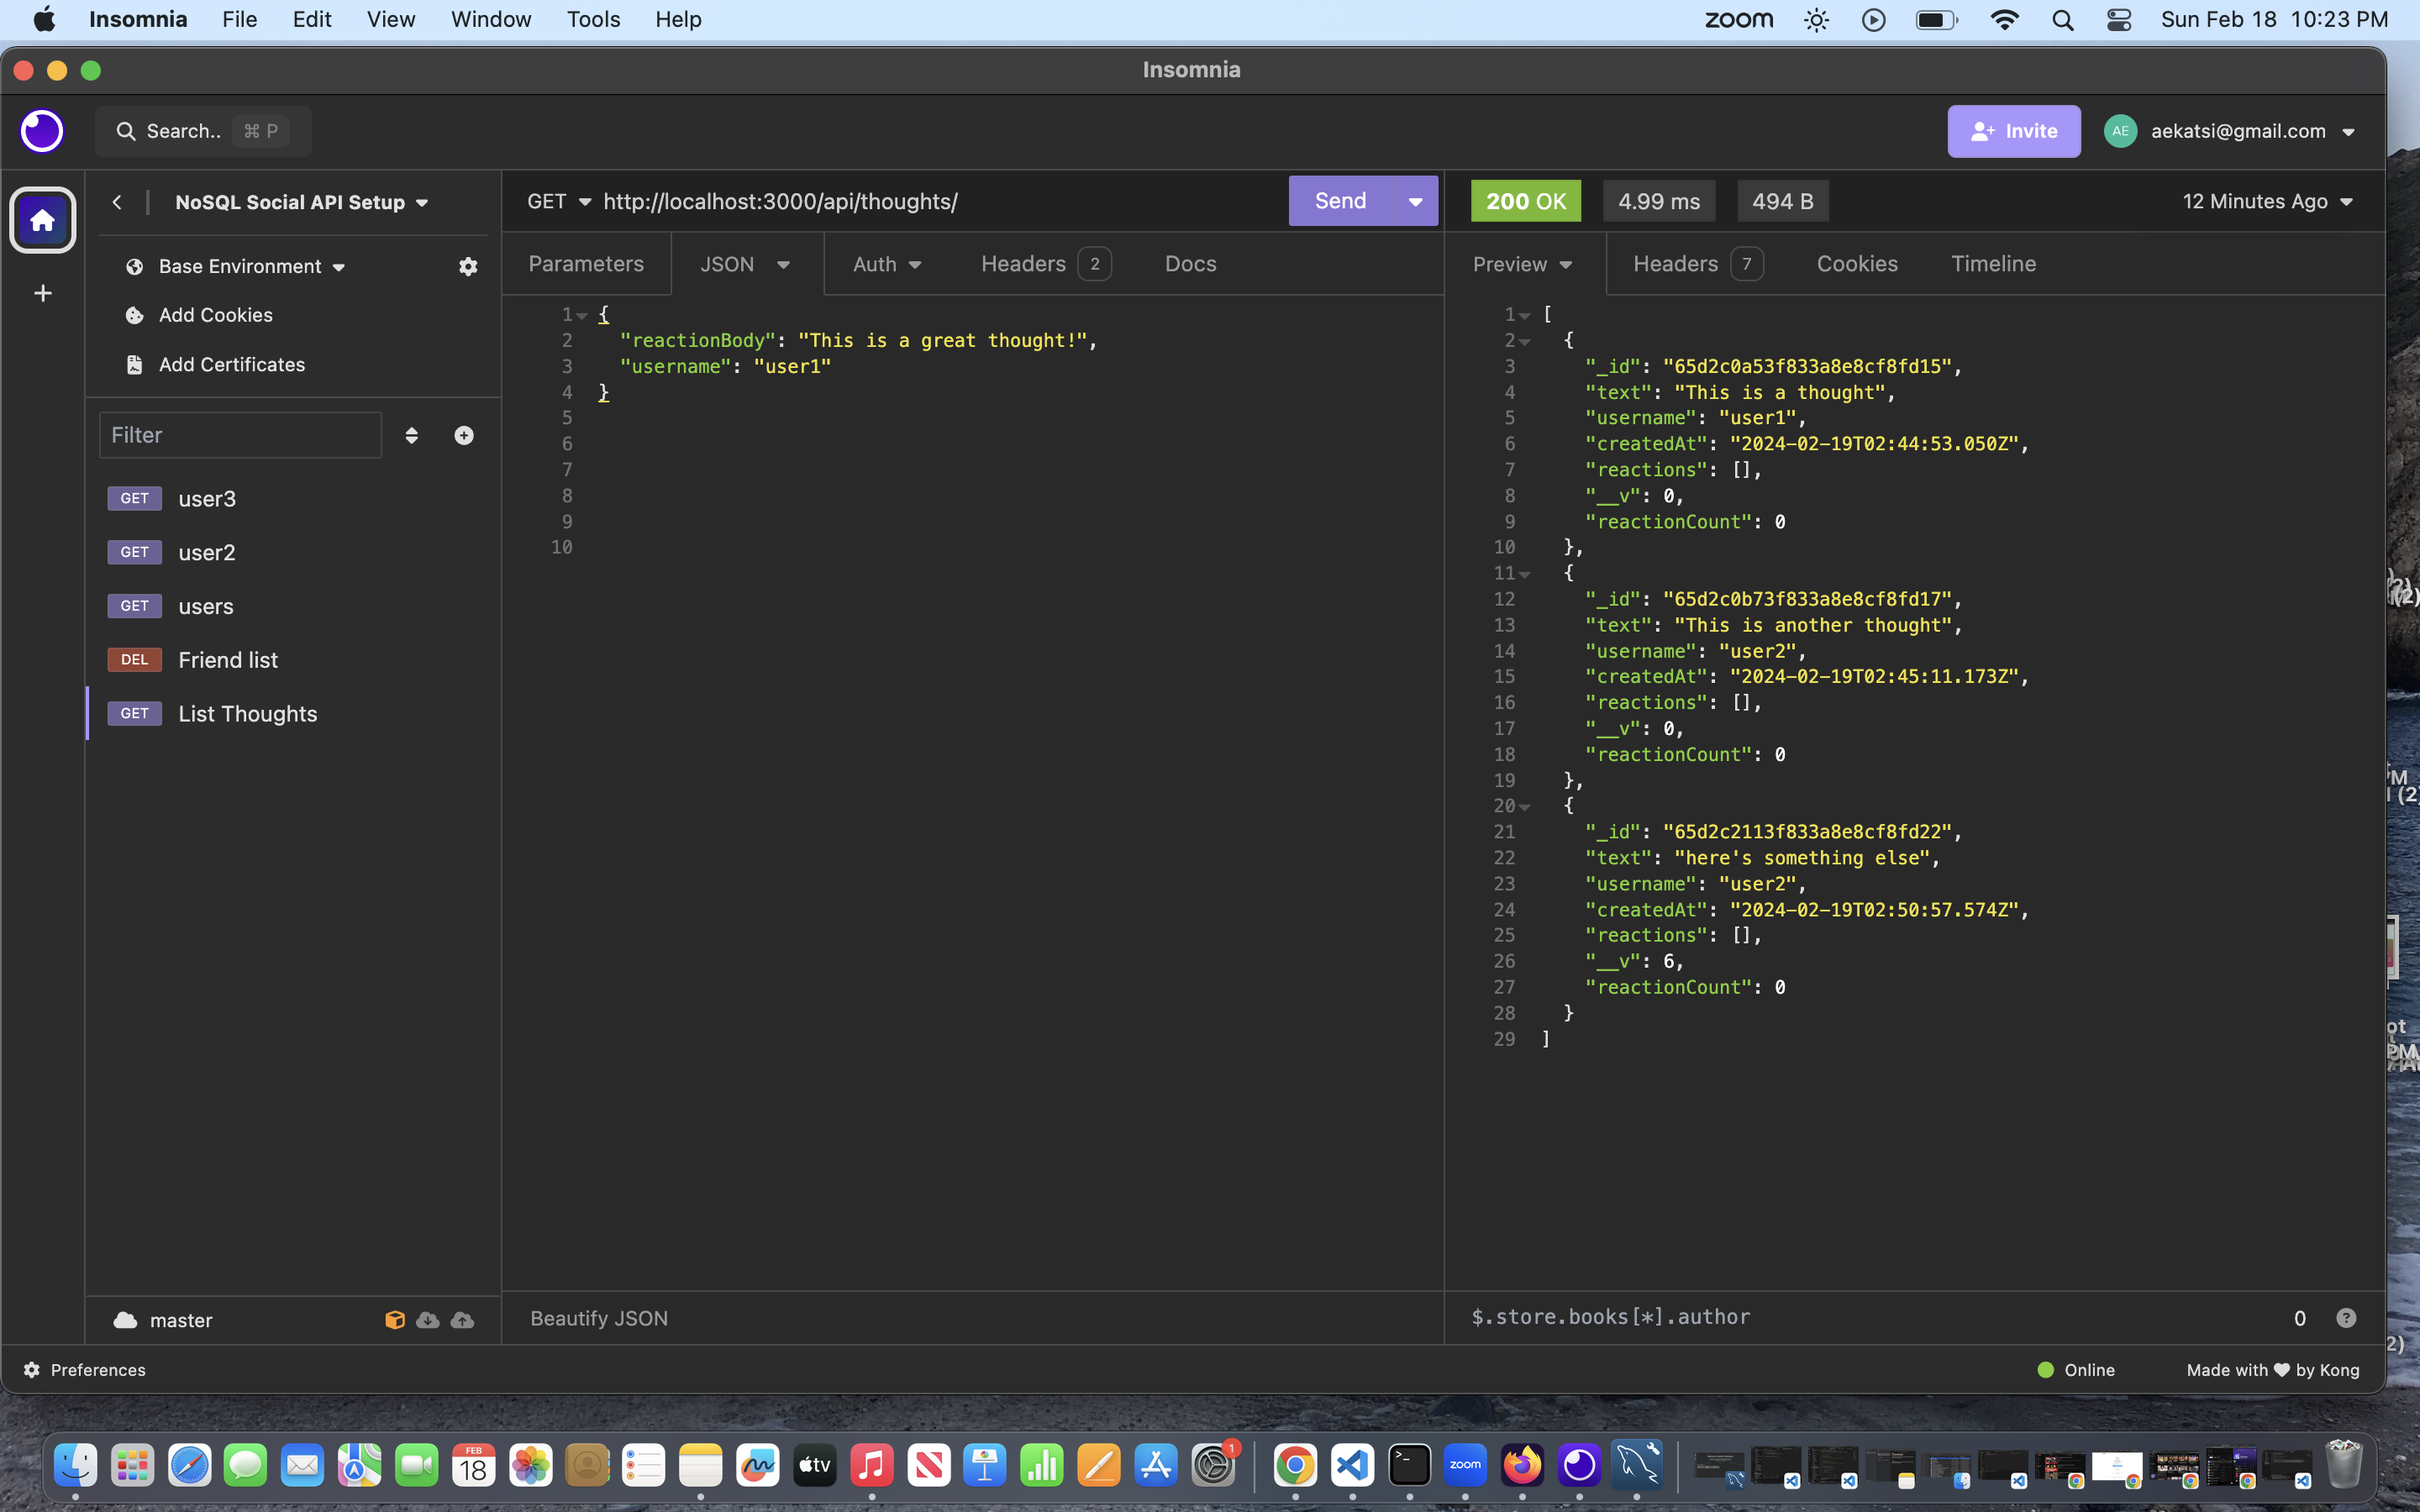 Insomnia File Edit View Window Tools Help zoom Sun Feb 18 10:23 PM
Insomnia
Search.. ⌘ P Invite AE aekatsi@gmail.com
NoSQL Social API Setup
Base Environment
Add Cookies
Add Certificates
Filter
GET user3
GET user2
GET users
DEL Friend list
GET List Thoughts
master
GET http://localhost:3000/api/thoughts/ Send
Parameters JSON Auth Headers 2 Docs
1 {
2 "reactionBody": "This is a great thought!",
3 "username": "user1"
4 }
5
6
7
8
9
10
Beautify JSON
200 OK 4.99 ms 494 B 12 Minutes Ago
Preview Headers 7 Cookies Timeline
1 [
2 {
3 "_id": "65d2c0a53f833a8e8cf8fd15",
4 "text": "This is a thought",
5 "username": "user1",
6 "createdAt": "2024-02-19T02:44:53.050Z",
7 "reactions": [],
8 "__v": 0,
9 "reactionCount": 0
10 },
11 {
12 "_id": "65d2c0b73f833a8e8cf8fd17",
13 "text": "This is another thought",
14 "username": "user2",
15 "createdAt": "2024-02-19T02:45:11.173Z",
16 "reactions": [],
17 "__v": 0,
18 "reactionCount": 0
19 },
20 {
21 "_id": "65d2c2113f833a8e8cf8fd22",
22 "text": "here's something else",
23 "username": "user2",
24 "createdAt": "2024-02-19T02:50:57.574Z",
25 "reactions": [],
26 "__v": 6,
27 "reactionCount": 0
28 }
29 ]
$.store.books[*].author 0 ?
Preferences Online Made with ♥ by Kong
FEB
18
tv
1
zoom